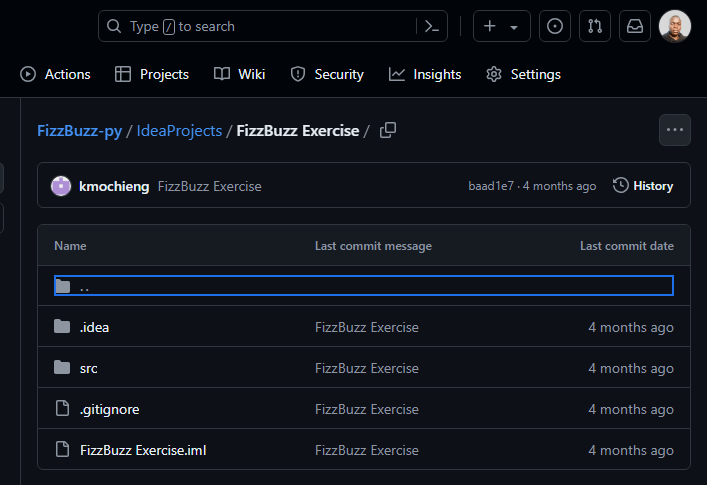 Type / to search
Actions Projects Wiki Security Insights Settings
FizzBuzz-py / IdeaProjects / FizzBuzz Exercise /
kmochieng FizzBuzz Exercise baad1e7 · 4 months ago History
Name Last commit message Last commit date
..
.idea FizzBuzz Exercise 4 months ago
src FizzBuzz Exercise 4 months ago
.gitignore FizzBuzz Exercise 4 months ago
FizzBuzz Exercise.iml FizzBuzz Exercise 4 months ago